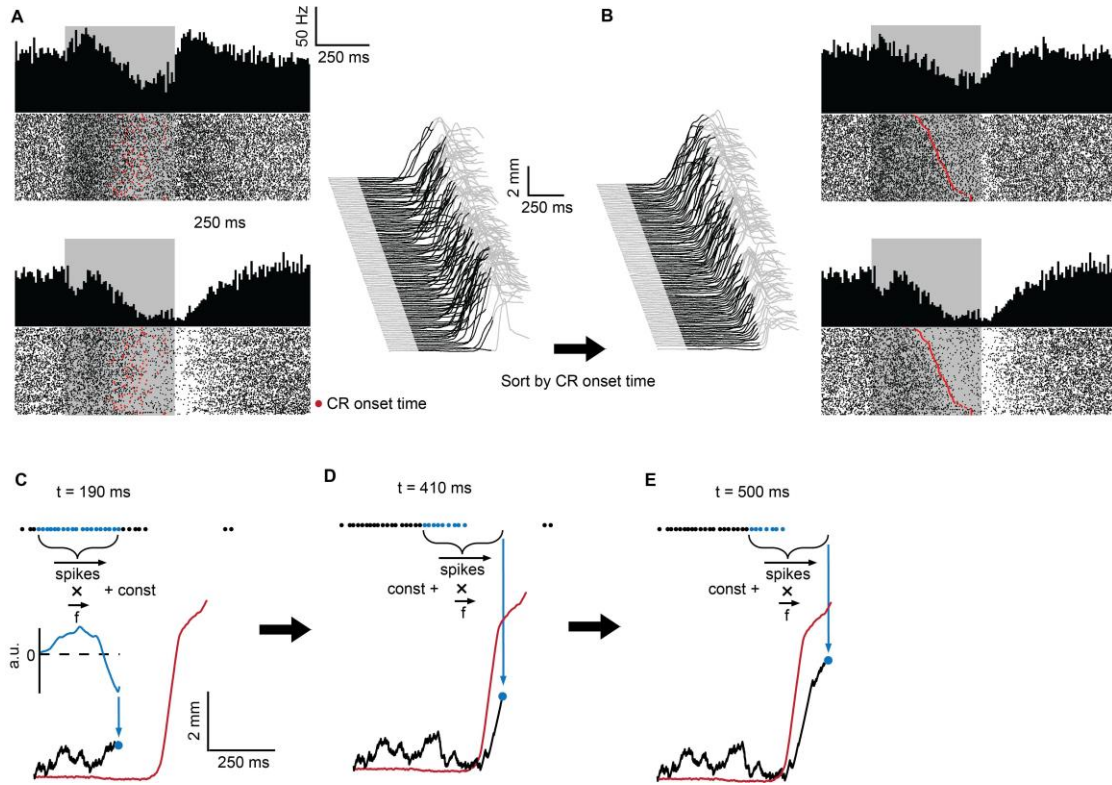 A
50 Hz
250 ms
B
2 mm
250 ms
250 ms
Sort by CR onset time
CR onset time
C
t = 190 ms
spikes
×
+ const
f
a.u.
0
2 mm
250 ms
D
t = 410 ms
spikes
const +
×
f
E
t = 500 ms
spikes
const +
×
f